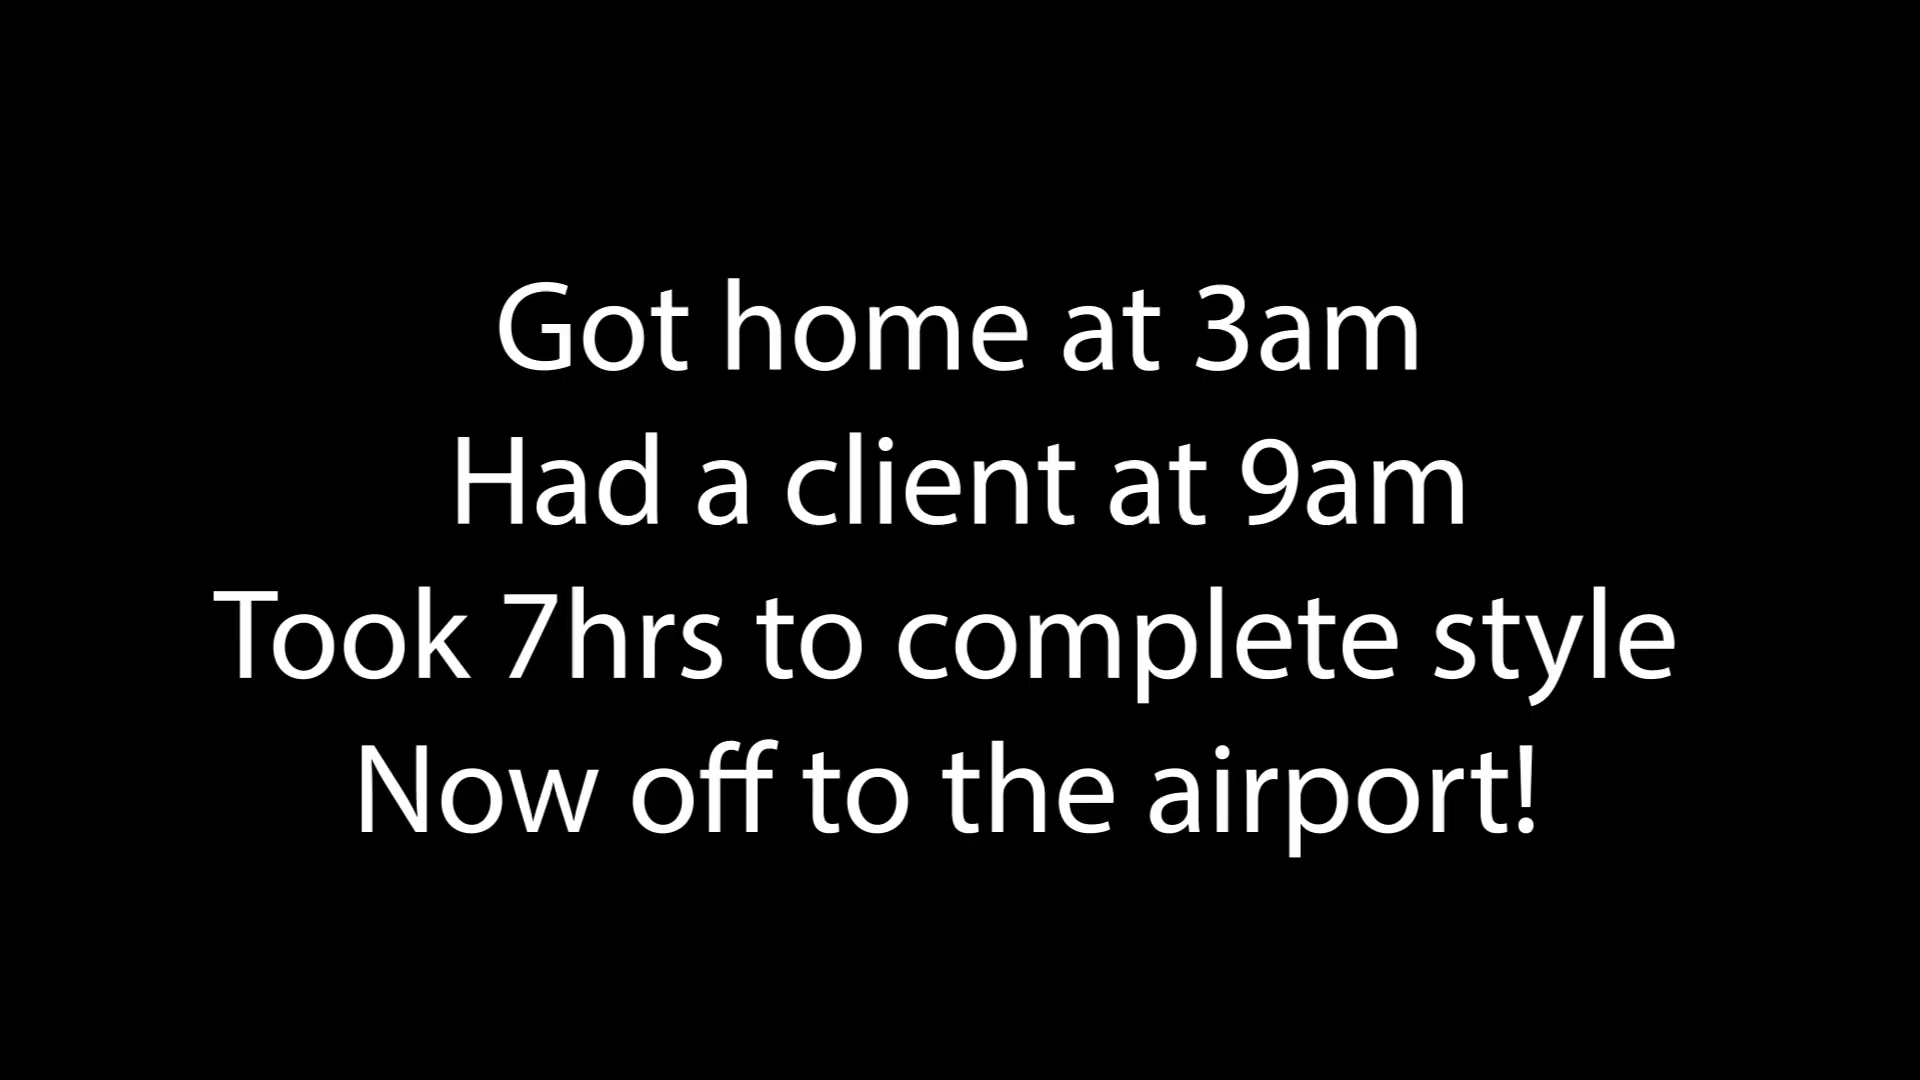 Got home at 3am
Had a client at 9am
Took 7hrs to complete style
Now off to the airport!